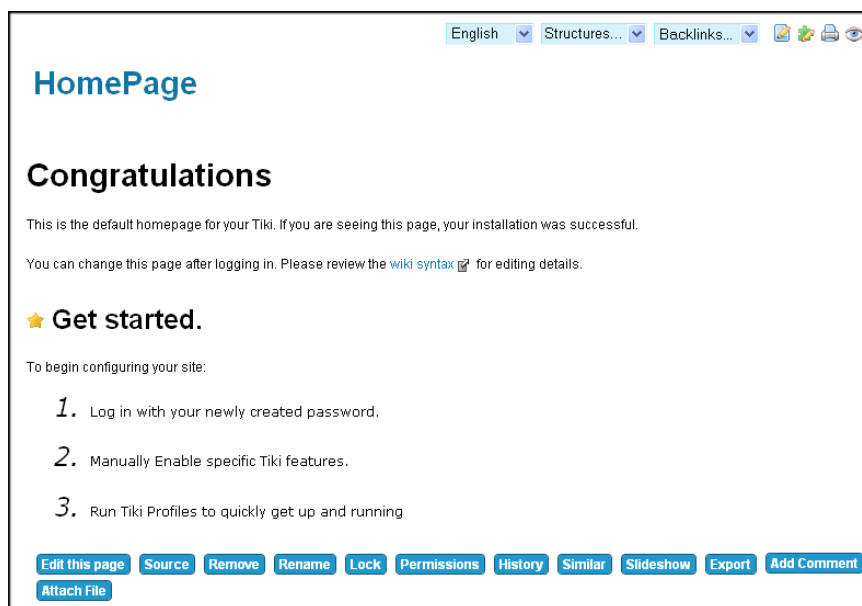 English Structures... Backlinks...
HomePage
Congratulations
This is the default homepage for your Tiki. If you are seeing this page, your installation was successful.
You can change this page after logging in. Please review the wiki syntax for editing details.
Get started.
To begin configuring your site:
1. Log in with your newly created password.
2. Manually Enable specific Tiki features.
3. Run Tiki Profiles to quickly get up and running
Edit this page Source Remove Rename Lock Permissions History Similar Slideshow Export Add Comment
Attach File